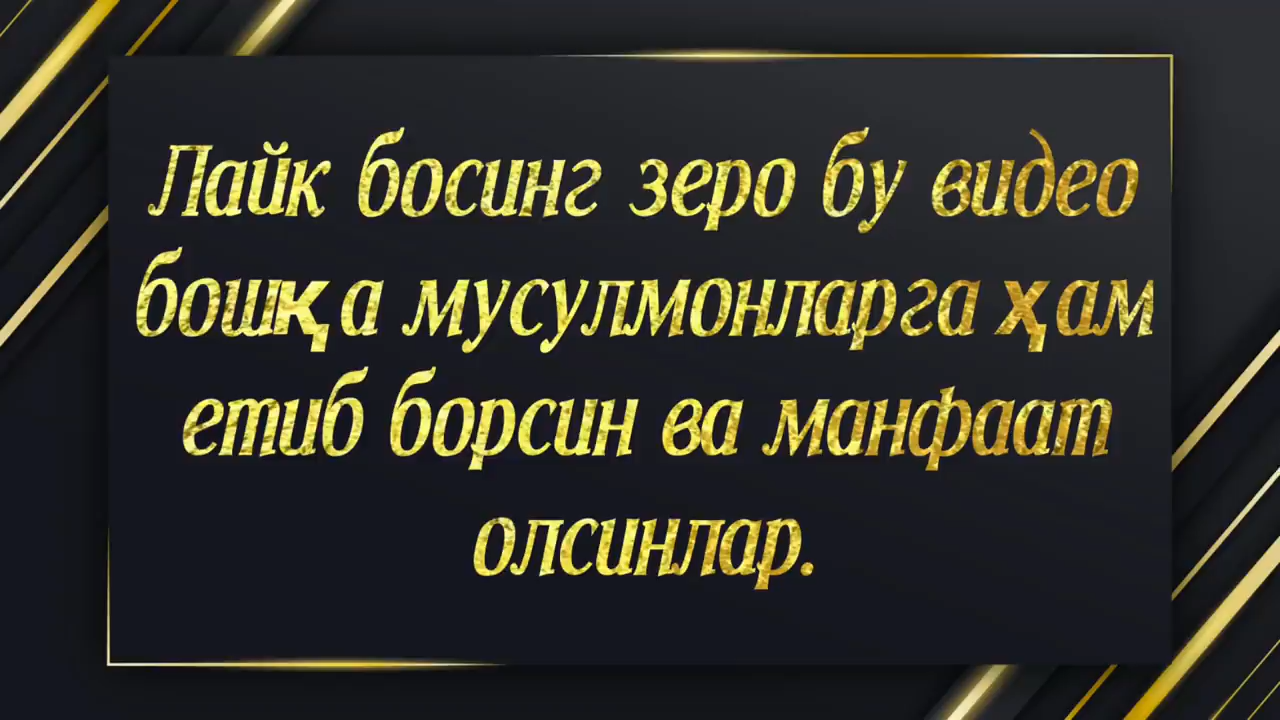 Лайк босинг зеро бу видео
бошқа мусулмонларга ҳам
етиб борсин ва манфаат
олсинлар.